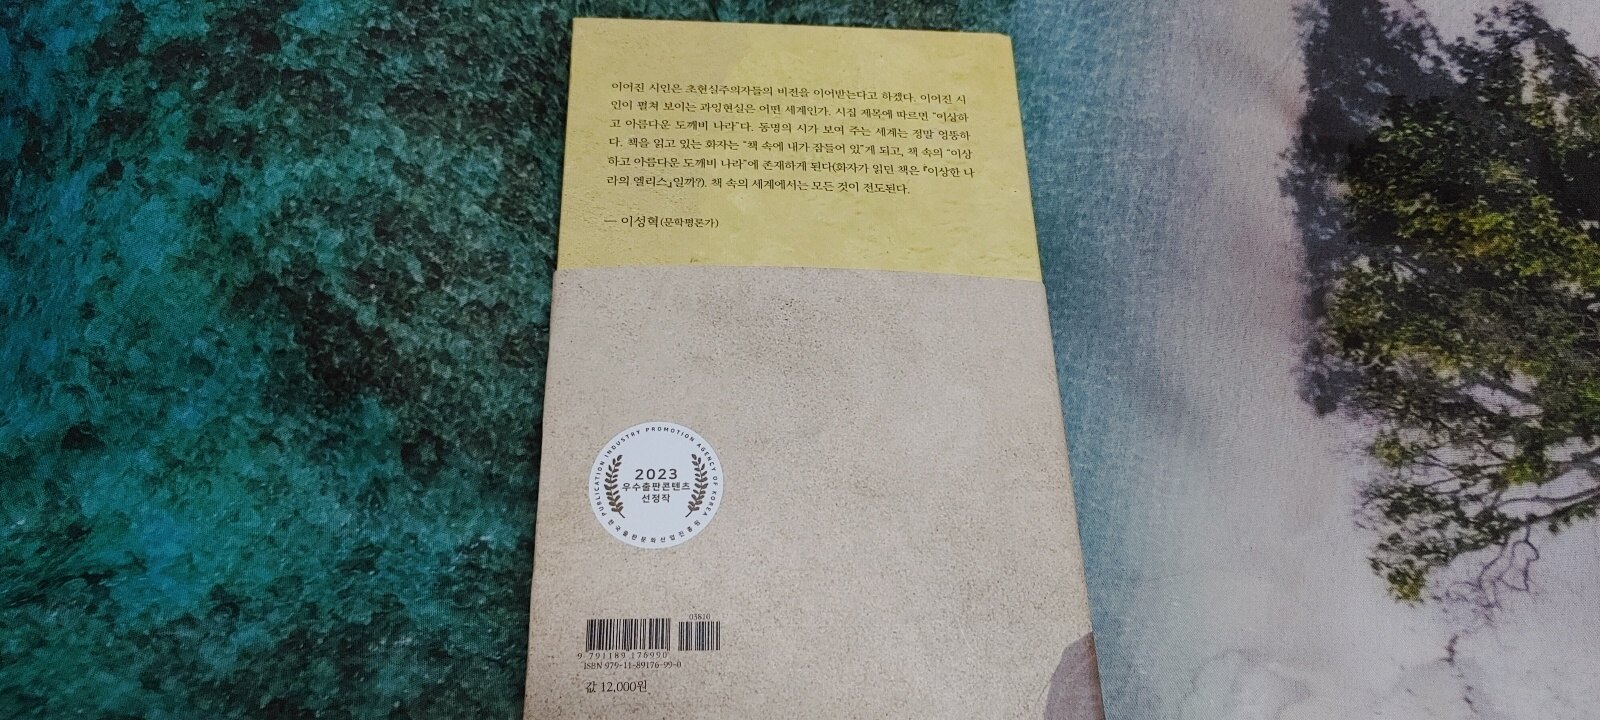 이어진 시인은 초현실주의자들의 비전을 이어받는다고 하겠다. 이어진 시
인이 펼쳐 보이는 과잉현실은 어떤 세계인가. 시집 제목에 따르면 “이상하
고 아름다운 도깨비 나라”다. 동명의 시가 보여 주는 세계는 정말 엉뚱하
다. 책을 읽고 있는 화자는 “책 속에 내가 잠들어 있”게 되고, 책 속의 “이상
하고 아름다운 도깨비 나라”에 존재하게 된다(화자가 읽던 책은 『이상한 나
라의 엘리스』일까?). 책 속의 세계에서는 모든 것이 전도된다.
— 이성혁(문학평론가)
PUBLICATION INDUSTRY PROMOTION AGENCY OF KOREA
2023
우수출판콘텐츠
선정작
한국출판문화산업진흥원
03810
9 791189 176990
ISBN 979-11-89176-99-0
값 12,000원